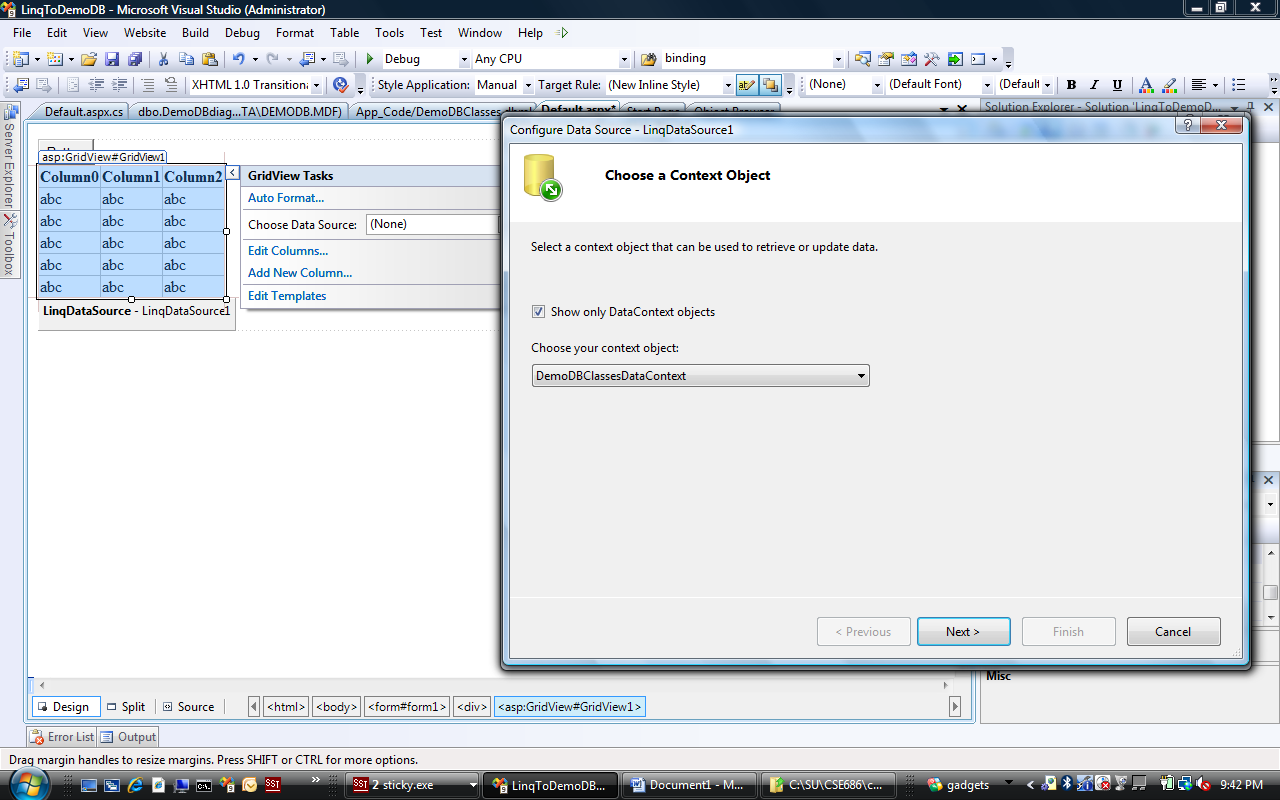 LinqToDemoDB - Microsoft Visual Studio (Administrator)
File Edit View Website Build Debug Format Table Tools Test Window Help
Debug Any CPU binding
XHTML 1.0 Transition Style Application: Manual Target Rule: (New Inline Style) (None) (Default Font) (Default B I U A
Default.aspx.cs dbo.DemoDBdiag...TA\DEMODB.MDF) App_Code/DemoDBClasses.dbml Default.aspx* Start Page Object Browser
Solution Explorer - Solution 'LinqToDemoD...
Server Explorer
Toolbox
asp:GridView#GridView1
Column0 Column1 Column2
abc abc abc
abc abc abc
abc abc abc
abc abc abc
abc abc abc
LinqDataSource - LinqDataSource1
GridView Tasks
Auto Format...
Choose Data Source: (None)
Edit Columns...
Add New Column...
Edit Templates
Configure Data Source - LinqDataSource1
Choose a Context Object
Select a context object that can be used to retrieve or update data.
Show only DataContext objects
Choose your context object:
DemoDBClassesDataContext
< Previous Next > Finish Cancel
Misc
Design Split Source <html> <body> <form#form1> <div> <asp:GridView#GridView1>
Error List Output
Drag margin handles to resize margins. Press SHIFT or CTRL for more options.
SST » SST 2 sticky.exe LinqToDemoDB... Document1 - M... C:\SU\CSE686\c... gadgets 9:42 PM